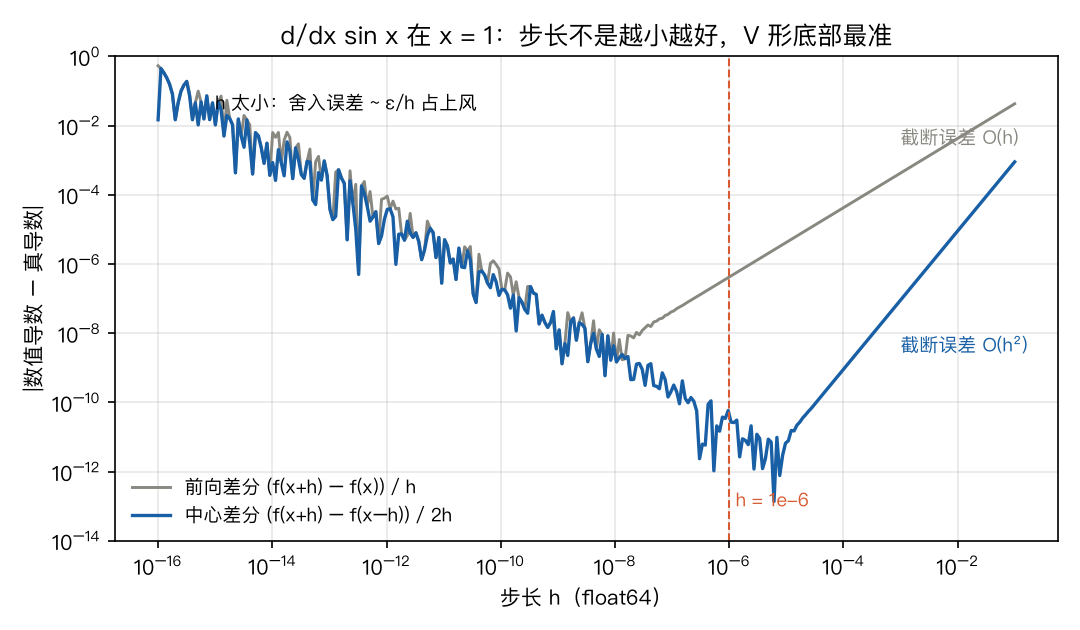 d/dx sin x 在 x = 1：步长不是越小越好，V 形底部最准
|数值导数 − 真导数|
10⁰
10⁻²
10⁻⁴
10⁻⁶
10⁻⁸
10⁻¹⁰
10⁻¹²
10⁻¹⁴
h 太小：舍入误差 ~ ε/h 占上风
截断误差 O(h)
截断误差 O(h²)
h = 1e−6
前向差分 (f(x+h) − f(x)) / h
中心差分 (f(x+h) − f(x−h)) / 2h
10⁻¹⁶
10⁻¹⁴
10⁻¹²
10⁻¹⁰
10⁻⁸
10⁻⁶
10⁻⁴
10⁻²
步长 h（float64）